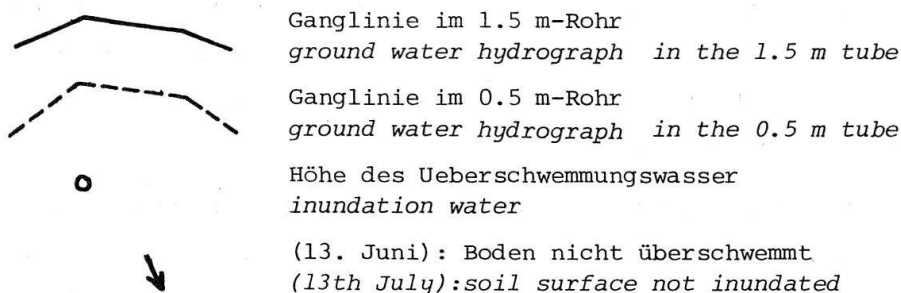 Ganglinie im 1.5 m-Rohr
ground water hydrograph in the 1.5 m tube
Ganglinie im 0.5 m-Rohr
ground water hydrograph in the 0.5 m tube
Höhe des Ueberschwemmungswasser
inundation water
(13. Juni): Boden nicht überschwemmt
(13th July):soil surface not inundated